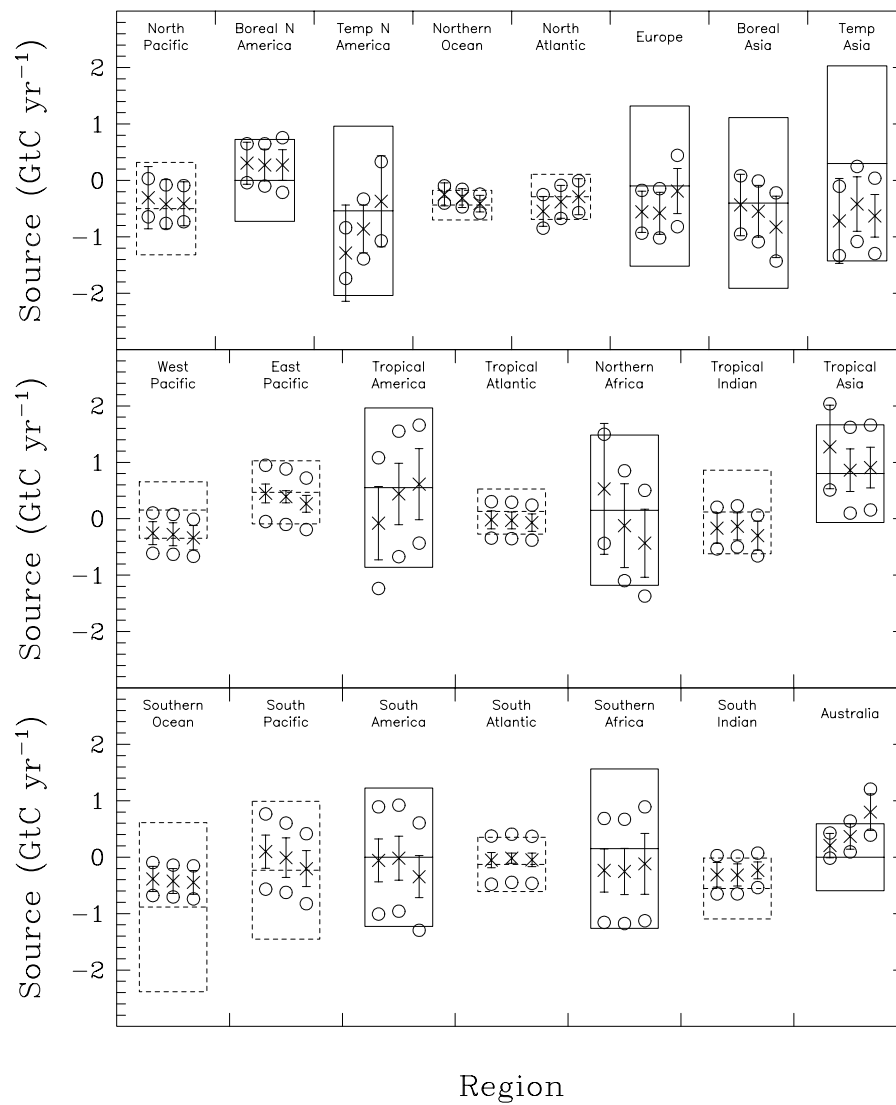 North Boreal N Temp N Northern North Europe Boreal Temp
Pacific America America Ocean Atlantic Asia Asia
Source (GtC yr−1)
2
1
0
−1
−2
West East Tropical Tropical Northern Tropical Tropical
Pacific Pacific America Atlantic Africa Indian Asia
Source (GtC yr−1)
2
1
0
−1
−2
Southern South South South Southern South Australia
Ocean Pacific America Atlantic Africa Indian
Source (GtC yr−1)
2
1
0
−1
−2
Region